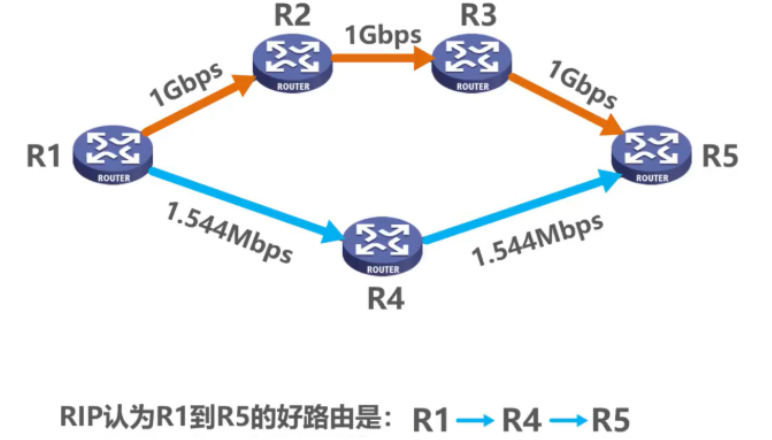 R2
R3
1Gbps
1Gbps
1Gbps
ROUTER
ROUTER
R1
R5
ROUTER
ROUTER
1.544Mbps
1.544Mbps
ROUTER
R4
RIP认为R1到R5的好路由是： R1 → R4 → R5